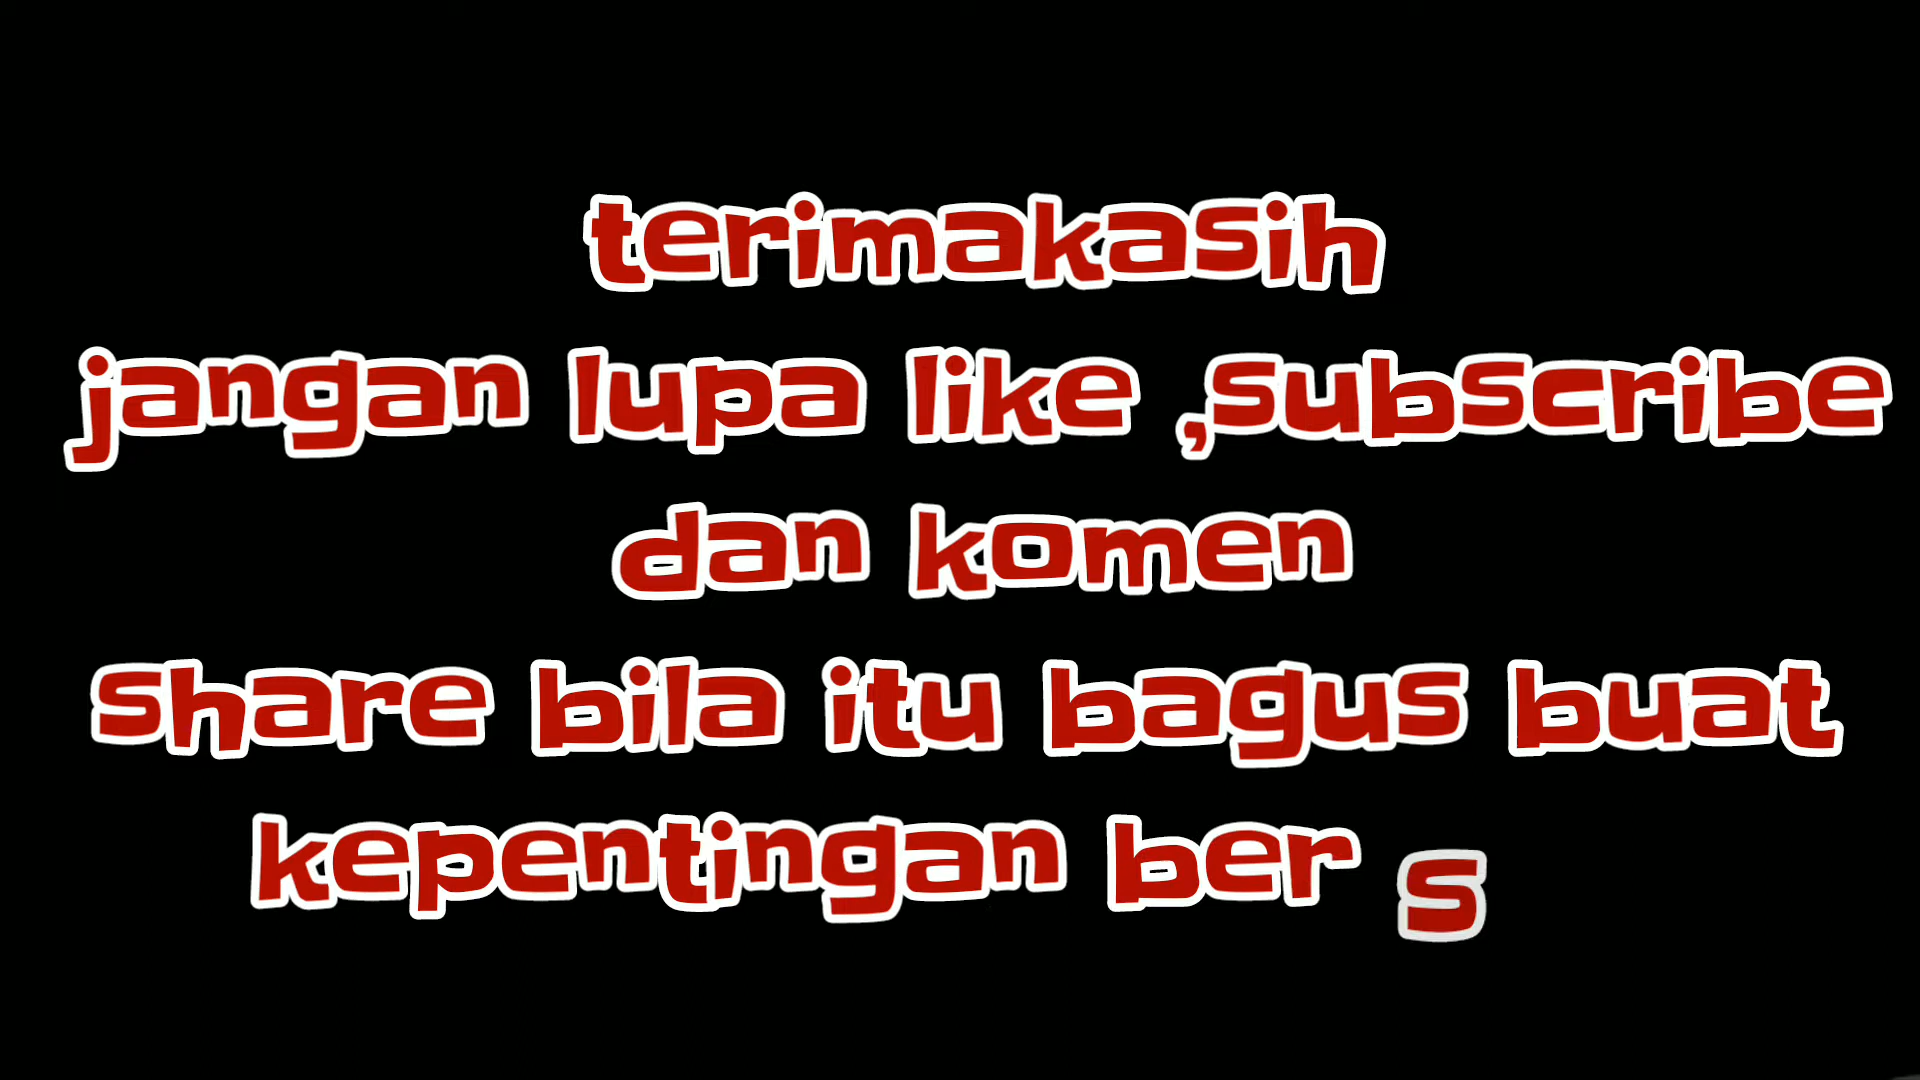 terimakasih
jangan lupa like ,subscribe
dan komen
share bila itu bagus buat
kepentingan ber s